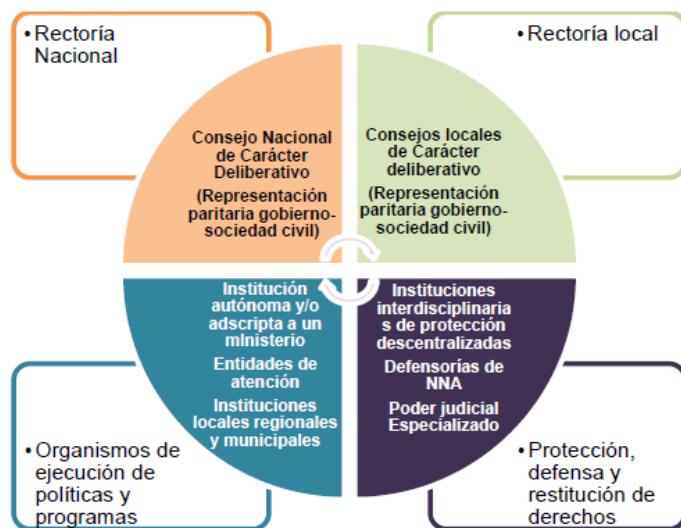 • Rectoría
Nacional
• Rectoría local
Consejo Nacional
de Carácter
Deliberativo
(Representación
paritaria gobierno-
sociedad civil)
Consejos locales
de Carácter
deliberativo
(Representación
paritaria gobierno-
sociedad civil)
Institución
autónoma y/o
adscripta a un
mInisterio
Entidades de
atención
Instituciones
locales regionales
y municipales
Instituciones
interdisciplinaria
s de protección
descentralizadas
Defensorías de
NNA
Poder judicial
Especializado
• Organismos de
ejecución de
políticas y
programas
• Protección,
defensa y
restitución de
derechos